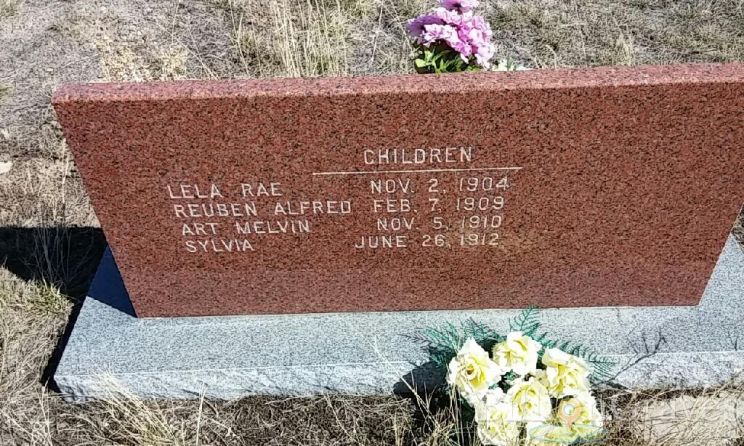 CHILDREN
LELA RAE NOV. 2, 1904
REUBEN ALFRED FEB. 7, 1909
ART MELVIN NOV. 5, 1910
SYLVIA JUNE 26, 1912